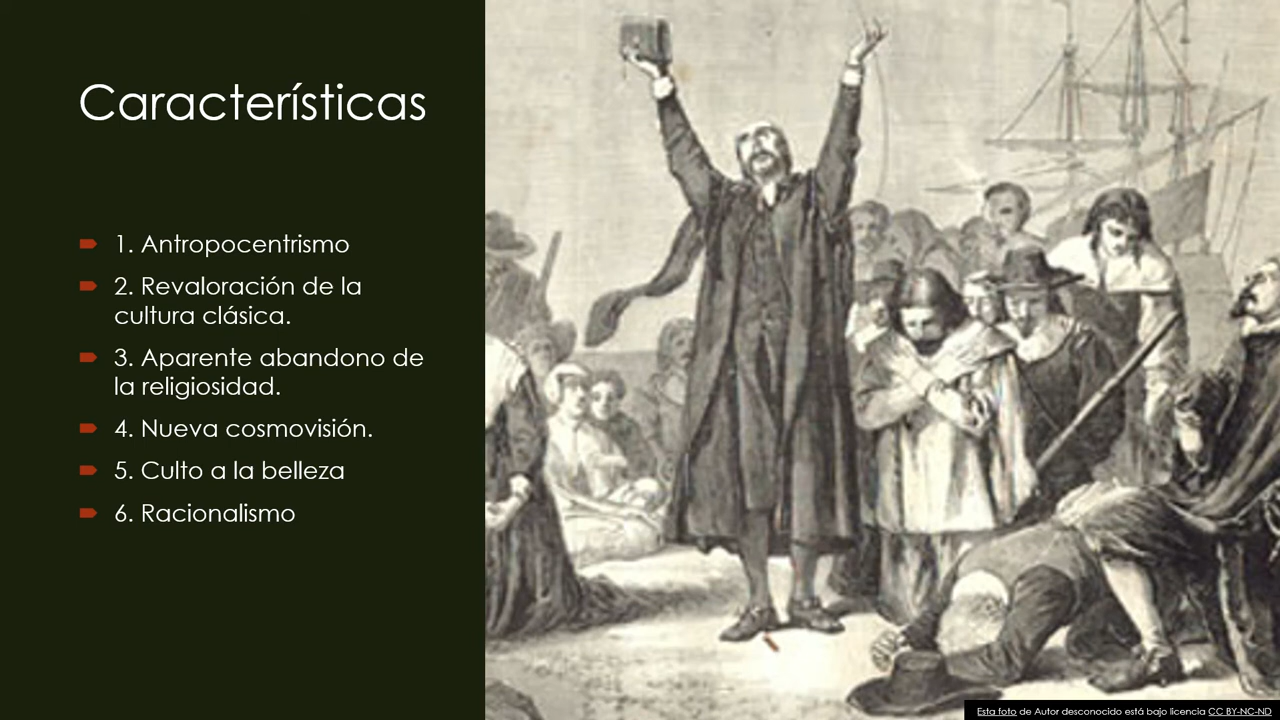 Características
1. Antropocentrismo
2. Revaloración de la
cultura clásica.
3. Aparente abandono de
la religiosidad.
4. Nueva cosmovisión.
5. Culto a la belleza
6. Racionalismo
Esta foto de Autor desconocido está bajo licencia CC BY-NC-ND